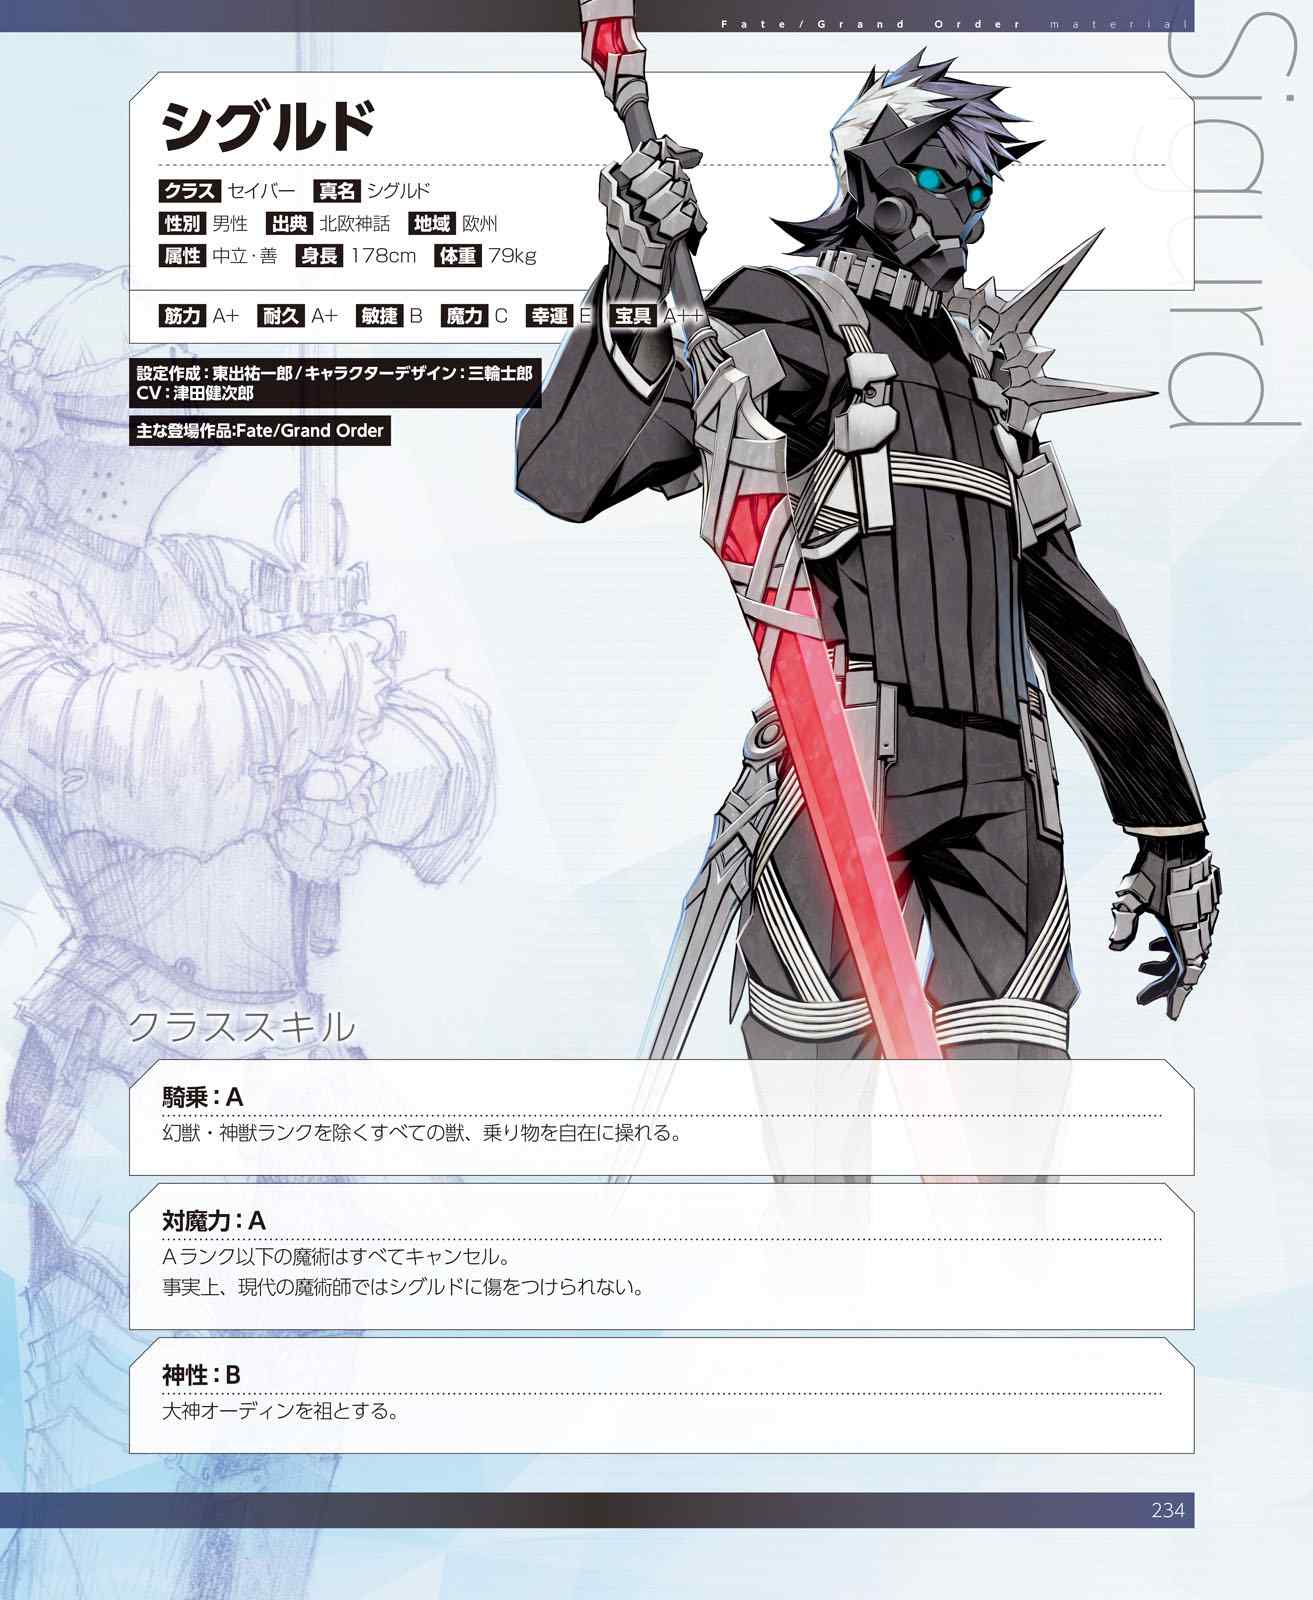 Fate/Grand Order material
Sigurd
シグルド
クラス セイバー 真名 シグルド
性別 男性 出典 北欧神話 地域 欧州
属性 中立・善 身長 178cm 体重 79kg
筋力 A+ 耐久 A+ 敏捷 B 魔力 C 幸運 E 宝具 A++
設定作成:東出祐一郎/キャラクターデザイン:三輪士郎
CV:津田健次郎
主な登場作品:Fate/Grand Order
クラススキル
騎乗:A
幻獣・神獣ランクを除くすべての獣、乗り物を自在に操れる。
対魔力:A
Aランク以下の魔術はすべてキャンセル。
事実上、現代の魔術師ではシグルドに傷をつけられない。
神性:B
大神オーディンを祖とする。
234